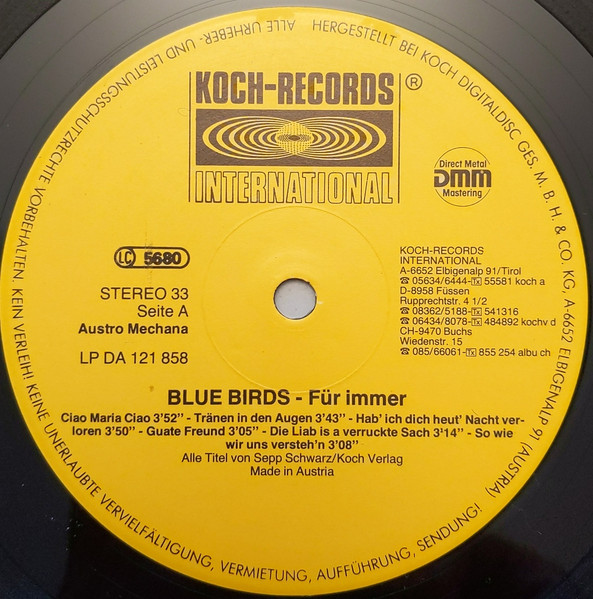 KOCH-RECORDS
®
INTERNATIONAL
Direct Metal
DMM
Mastering
LC 5680
STEREO 33
Seite A
Austro Mechana
LP DA 121 858
KOCH-RECORDS
INTERNATIONAL
A-6652 Elbigenalp 91/Tirol
☎ 05634/6444-Tx 55581 koch a
D-8958 Füssen
Rupprechtstr. 4 1/2
☎ 08362/5188-Tx 541316
☎ 06434/8078-Tx 484892 kochv d
CH-9470 Buchs
Wiedenstr. 15
☎ 085/66061-Tx 855 254 albu ch
BLUE BIRDS - Für immer
Ciao Maria Ciao 3'52'' - Tränen in den Augen 3'43'' - Hab' ich dich heut' Nacht ver-
loren 3'50'' - Guate Freund 3'05'' - Die Liab is a verruckte Sach 3'14'' - So wie
wir uns versteh'n 3'08''
Alle Titel von Sepp Schwarz/Koch Verlag
Made in Austria
HERGESTELLT BEI KOCH DIGITALDISC GES. M. B. H. & CO. KG, A-6652 ELBIGENALP 91 (AUSTRIA)
ALLE URHEBER- UND LEISTUNGSSCHUTZRECHTE VORBEHALTEN. KEIN VERLEIH! KEINE UNERLAUBTE VERVIELFÄLTIGUNG, VERMIETUNG, AUFFÜHRUNG, SENDUNG!